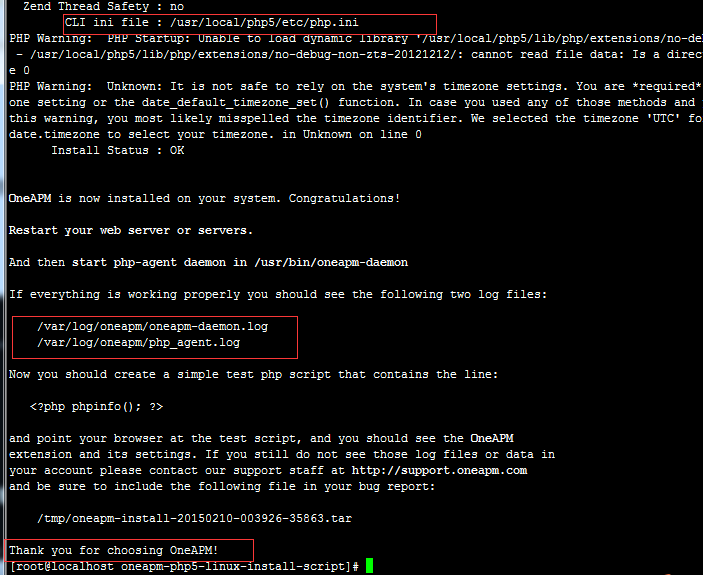 Zend Thread Safety : no
CLI ini file : /usr/local/php5/etc/php.ini
PHP Warning:  PHP Startup: Unable to load dynamic library '/usr/local/php5/lib/php/extensions/no-deb
- /usr/local/php5/lib/php/extensions/no-debug-non-zts-20121212/: cannot read file data: Is a direc
e 0
PHP Warning:  Unknown: It is not safe to rely on the system's timezone settings. You are *required*
one setting or the date_default_timezone_set() function. In case you used any of those methods and
this warning, you most likely misspelled the timezone identifier. We selected the timezone 'UTC' fo
date.timezone to select your timezone. in Unknown on line 0
Install Status : OK
OneAPM is now installed on your system. Congratulations!
Restart your web server or servers.
And then start php-agent daemon in /usr/bin/oneapm-daemon
If everything is working properly you should see the following two log files:
/var/log/oneapm/oneapm-daemon.log
/var/log/oneapm/php_agent.log
Now you should create a simple test php script that contains the line:
<?php phpinfo(); ?>
and point your browser at the test script, and you should see the OneAPM
extension and its settings. If you still do not see those log files or data in
your account please contact our support staff at http://support.oneapm.com
and be sure to include the following file in your bug report:
/tmp/oneapm-install-20150210-003926-35863.tar
Thank you for choosing OneAPM!
[root@localhost oneapm-php5-linux-install-script]#